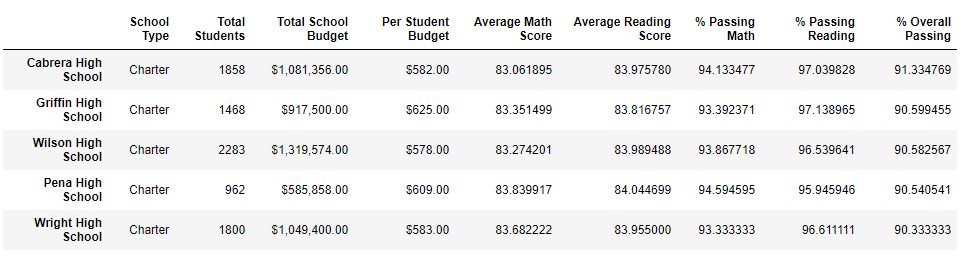 School Type Total Students Total School Budget Per Student Budget Average Math Score Average Reading Score % Passing Math % Passing Reading % Overall Passing
Cabrera High School Charter 1858 $1,081,356.00 $582.00 83.061895 83.975780 94.133477 97.039828 91.334769
Griffin High School Charter 1468 $917,500.00 $625.00 83.351499 83.816757 93.392371 97.138965 90.599455
Wilson High School Charter 2283 $1,319,574.00 $578.00 83.274201 83.989488 93.867718 96.539641 90.582567
Pena High School Charter 962 $585,858.00 $609.00 83.839917 84.044699 94.594595 95.945946 90.540541
Wright High School Charter 1800 $1,049,400.00 $583.00 83.682222 83.955000 93.333333 96.611111 90.333333